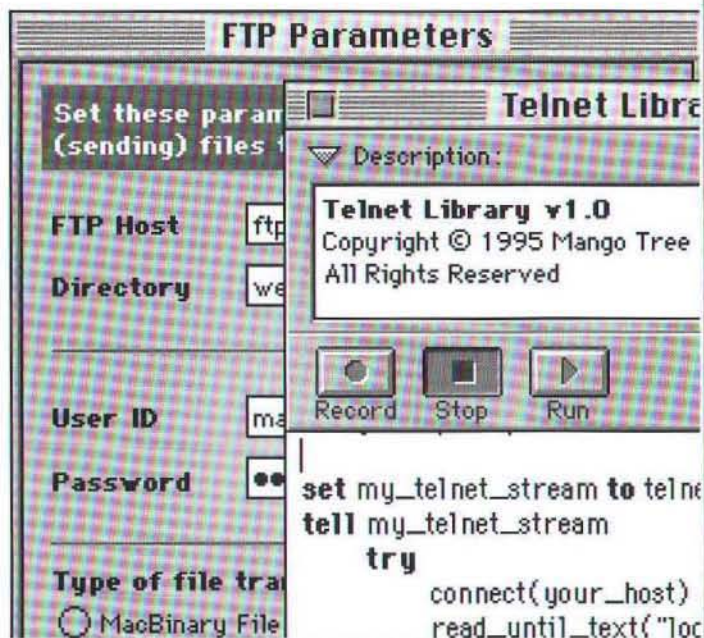 FTP Parameters
Set these param
(sending) files
FTP Host
ftp
Directory
we
User ID
ma
Password
Type of file tra
MacBinary File
Telnet Libra
Description:
Telnet Library v1.0
Copyright © 1995 Mango Tree
All Rights Reserved
Record Stop Run
set my_telnet_stream to telne
tell my_telnet_stream
try
connect(your_host)
read_until_text("loc